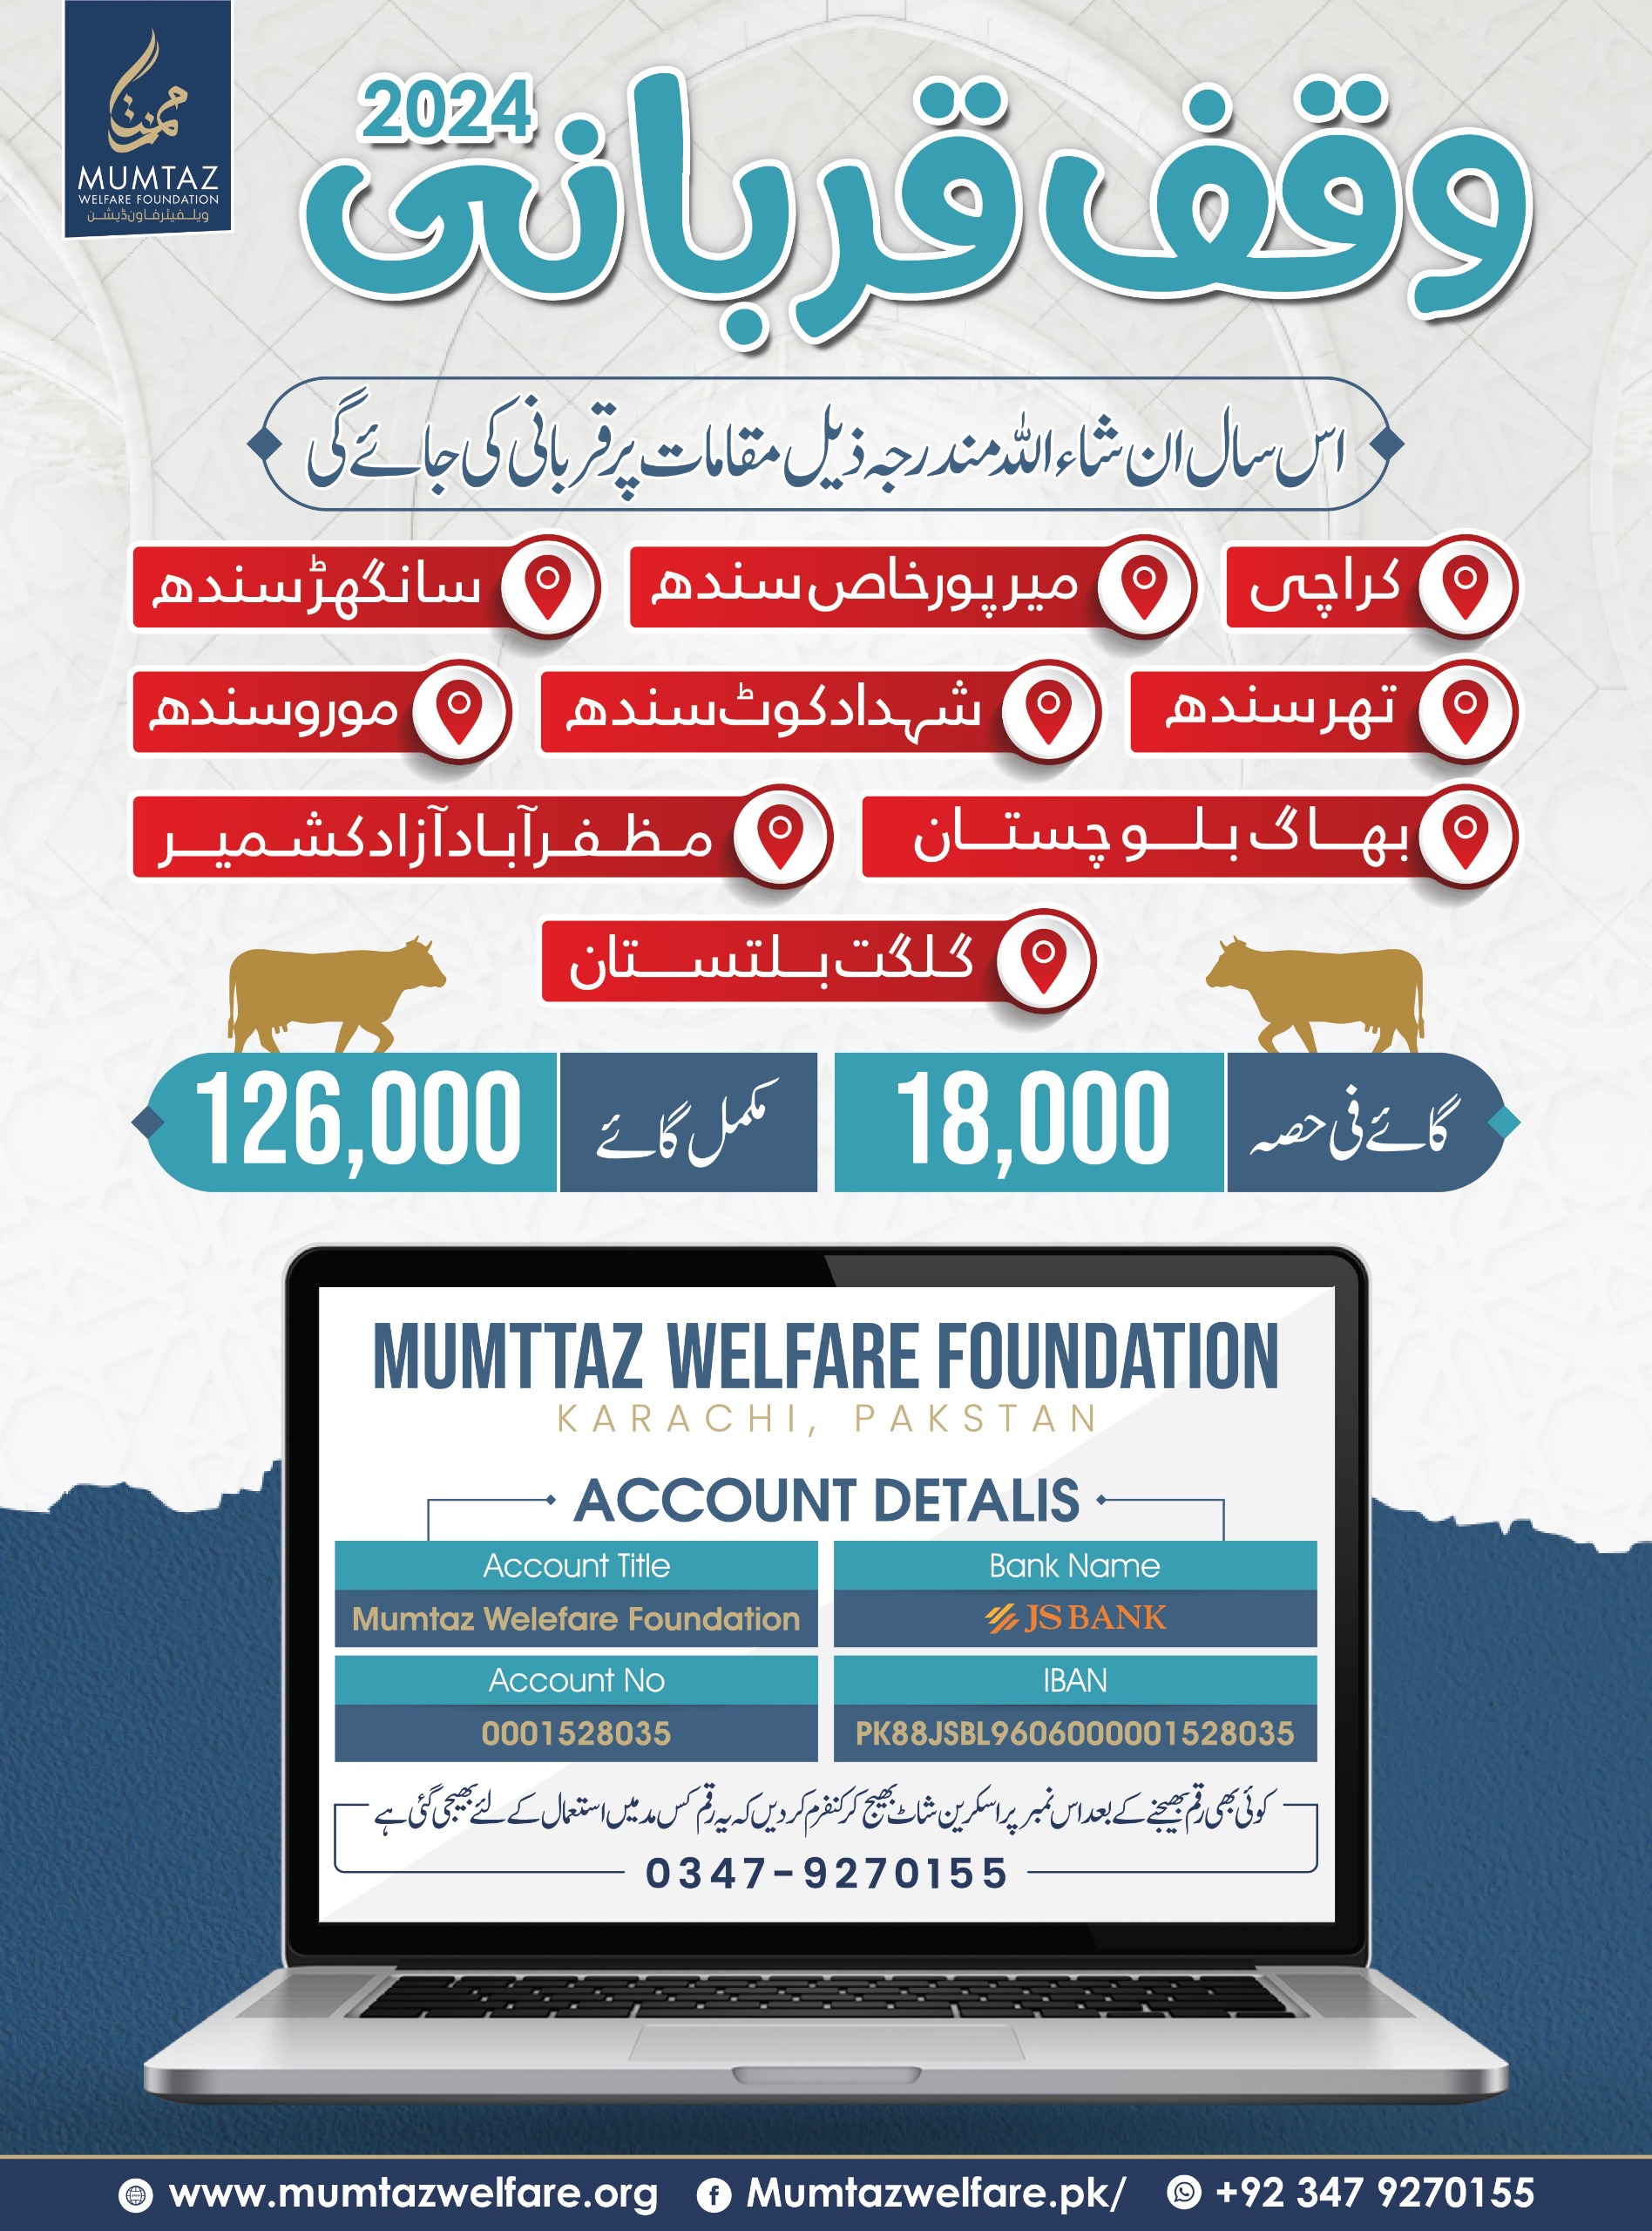 ممتاز
MUMTAZ
WELFARE FOUNDATION
ویلفیئر فاونڈیشن
وقف قربانی 2024
اس سال ان شاء اللہ مندرجہ ذیل مقامات پر قربانی کی جائے گی
کراچی
میرپورخاص سندھ
سانگھڑ سندھ
تھر سندھ
شہداد کوٹ سندھ
مورو سندھ
بھاگ بلوچستان
مظفرآباد آزاد کشمیر
گلگت بلتستان
گائے فی حصہ 18,000
مکمل گائے 126,000
MUMTTAZ WELFARE FOUNDATION
KARACHI, PAKSTAN
ACCOUNT DETALIS
Account Title
Mumtaz Welefare Foundation
Bank Name
JS BANK
Account No
0001528035
IBAN
PK88JSBL9606000001528035
کوئی بھی رقم بھیجنے کے بعد اس نمبر پر اسکرین شاٹ بھیج کر کنفرم کر دیں کہ یہ رقم کس مد میں استعمال کے لئے بھیجی گئی ہے
0347-9270155
www.mumtazwelfare.org
Mumtazwelfare.pk/
+92 347 9270155